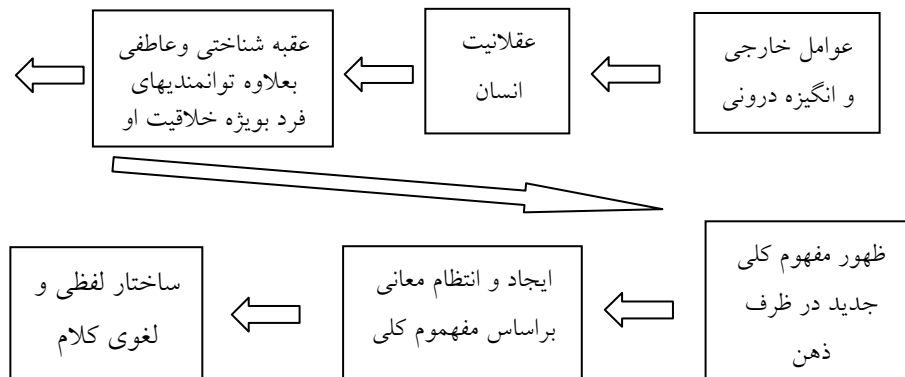 عوامل خارجی
و انگیزه درونی
عقلانیت
انسان
عقبه شناختی وعاطفی
بعلاوه توانمندیهای
فرد بویژه خلاقیت او
ظهور مفهوم کلی
جدید در ظرف
ذهن
ایجاد و انتظام معانی
براساس مفهموم کلی
ساختار لفظی و
لغوی کلام